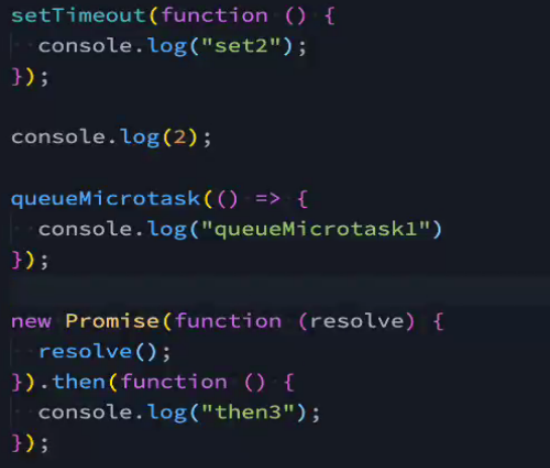 setTimeout(function () {
  console.log("set2");
});
console.log(2);
queueMicrotask(() => {
  console.log("queueMicrotask1")
});
new Promise(function (resolve) {
  resolve();
}).then(function () {
  console.log("then3");
});